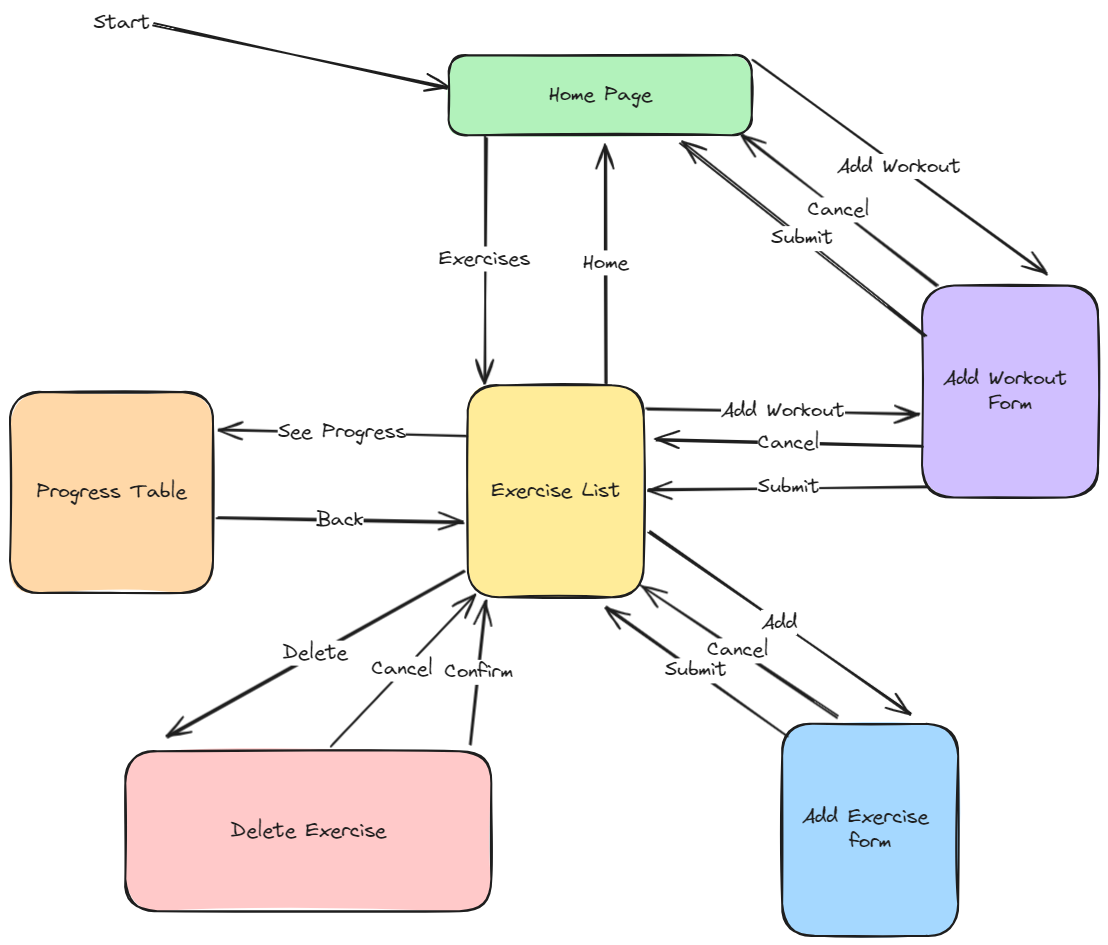 Start
Home Page
Add Workout
Cancel
Submit
Exercises
Home
Add Workout
Form
Add Workout
See Progress
Cancel
Progress Table
Exercise List
Submit
Back
Add
Delete
Cancel
Cancel
Confirm
Submit
Delete Exercise
Add Exercise
form